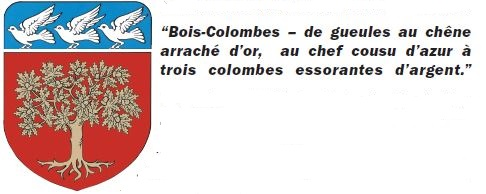 “Bois-Colombes – de gueules au chêne
arraché d’or, au chef cousu d’azur à
trois colombes essorantes d’argent.”